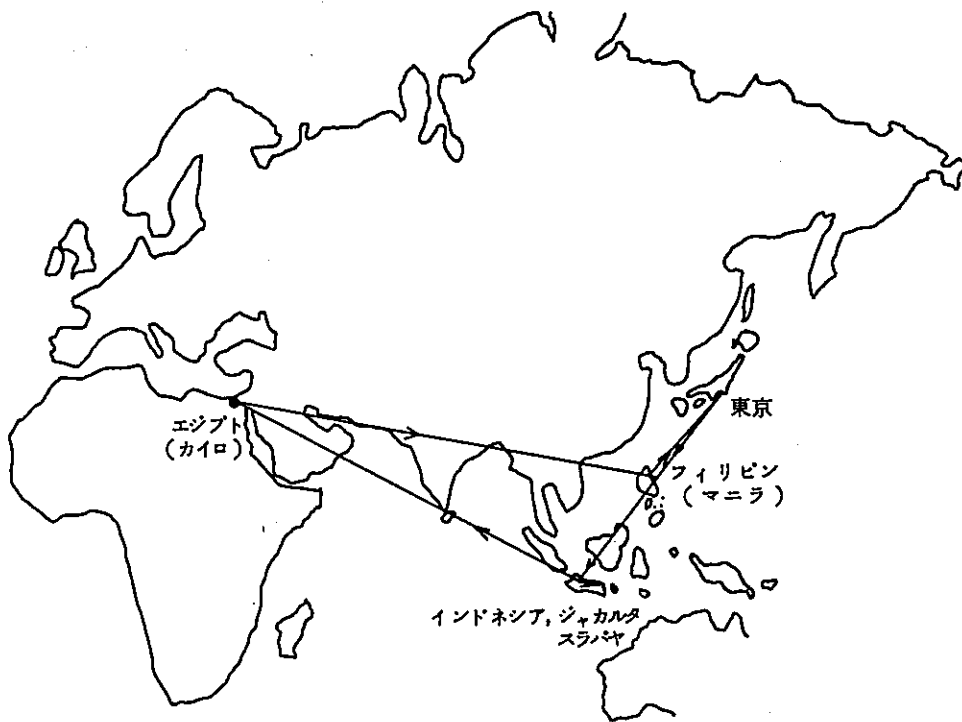 エジプト
(カイロ)
東京
フィリピン
(マニラ)
インドネシア,ジャカルタ
スラバヤ